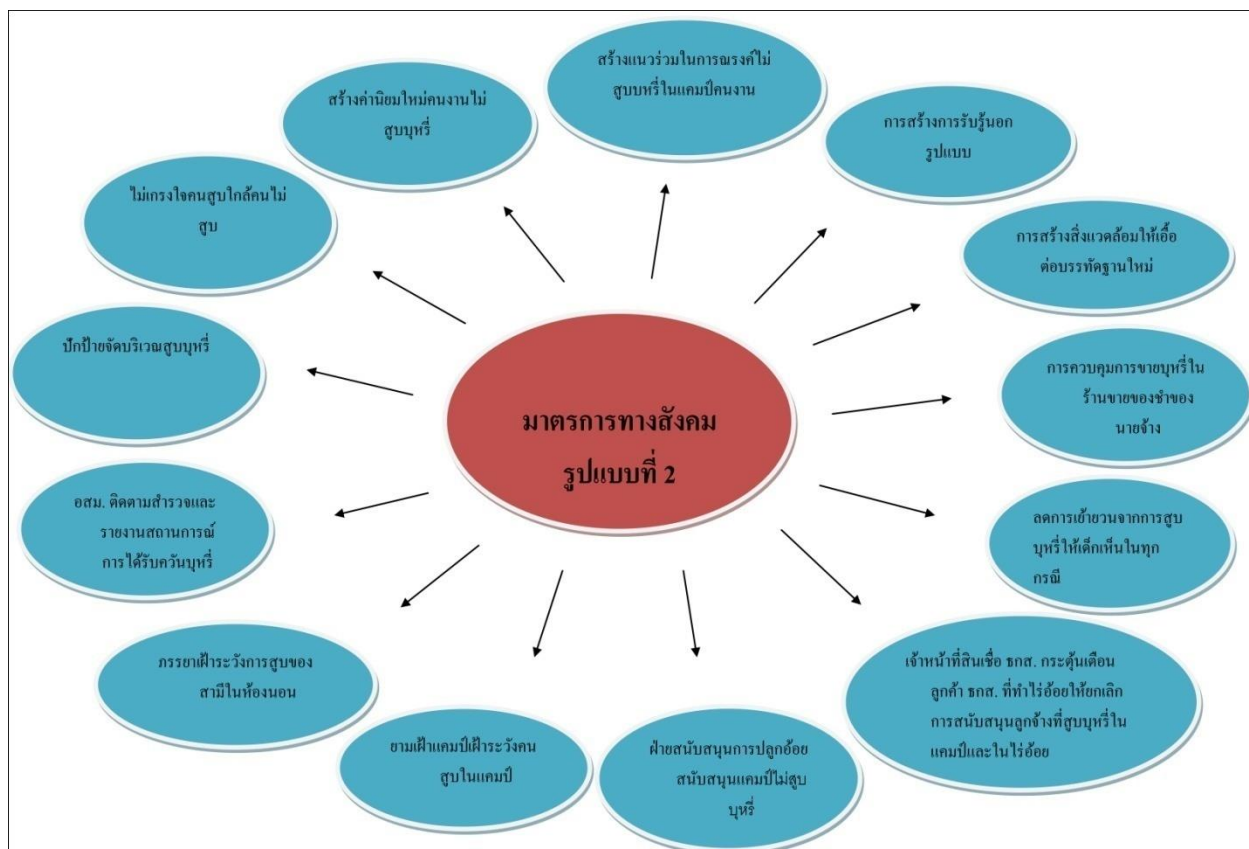 สร้างแนวร่วมในการณรงค์ไม่
สูบบหรี่ในแคมป์คนงาน
สร้างค่านิยมใหม่คนงานไม่
สูบบุหรี่
การสร้างการรับรู้นอก
รูปแบบ
ไม่เกรงใจคนสูบใกล้คนไม่
สูบ
การสร้างสิ่งแวดล้อมให้เอื้อ
ต่อบรรทัดฐานใหม่
ปักป้ายจัดบริเวณสูบบุหรี่
การควบคุมการขายบุหรี่ใน
ร้านขายของชำของ
นายจ้าง
มาตรการทางสังคม
รูปแบบที่ 2
อสม. ติดตามสำรวจและ
รายงานสถานการณ์
การได้รับควันบุหรี่
ลดการเย้ายวนจากการสูบ
บุหรี่ให้เด็กเห็นในทุก
กรณี
ภรรยาเฝ้าระวังการสูบของ
สามีในห้องนอน
เจ้าหน้าที่สินเชื่อ ธกส. กระตุ้นเตือน
ลูกค้า ธกส. ที่ทำไร่อ้อยให้ยกเลิก
การสนับสนุนลูกจ้างที่สูบบุหรี่ใน
แคมป์และในไร่อ้อย
ยามเฝ้าแคมป์เฝ้าระวังคน
สูบในแคมป์
ฝ่ายสนับสนุนการปลูกอ้อย
สนับสนุนแคมป์ไม่สูบ
บุหรี่